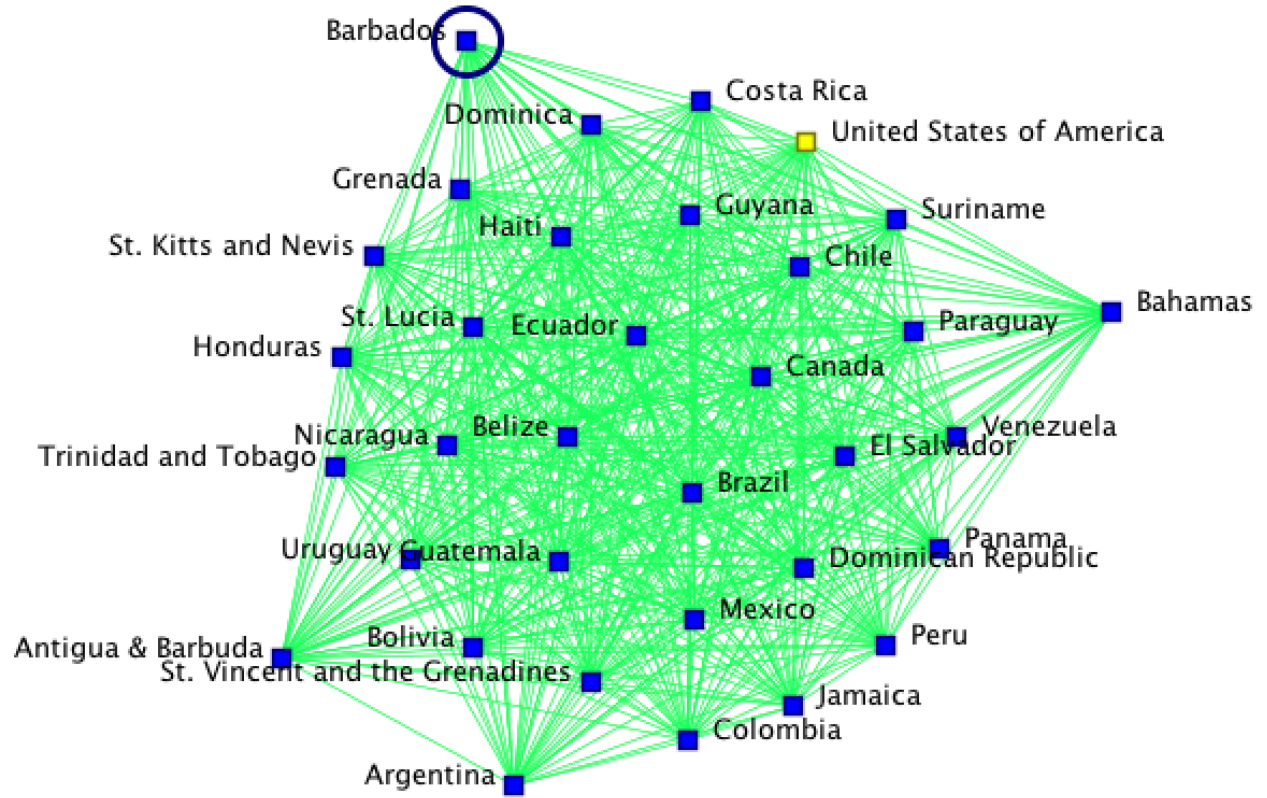 Barbados
Costa Rica
Dominica
United States of America
Grenada
Guyana
Suriname
Haiti
St. Kitts and Nevis
Chile
Bahamas
St. Lucia
Ecuador
Paraguay
Honduras
Canada
Nicaragua
Belize
Venezuela
El Salvador
Trinidad and Tobago
Brazil
Panama
Uruguay
Guatemala
Dominican Republic
Mexico
Peru
Bolivia
Antigua & Barbuda
St. Vincent and the Grenadines
Jamaica
Colombia
Argentina